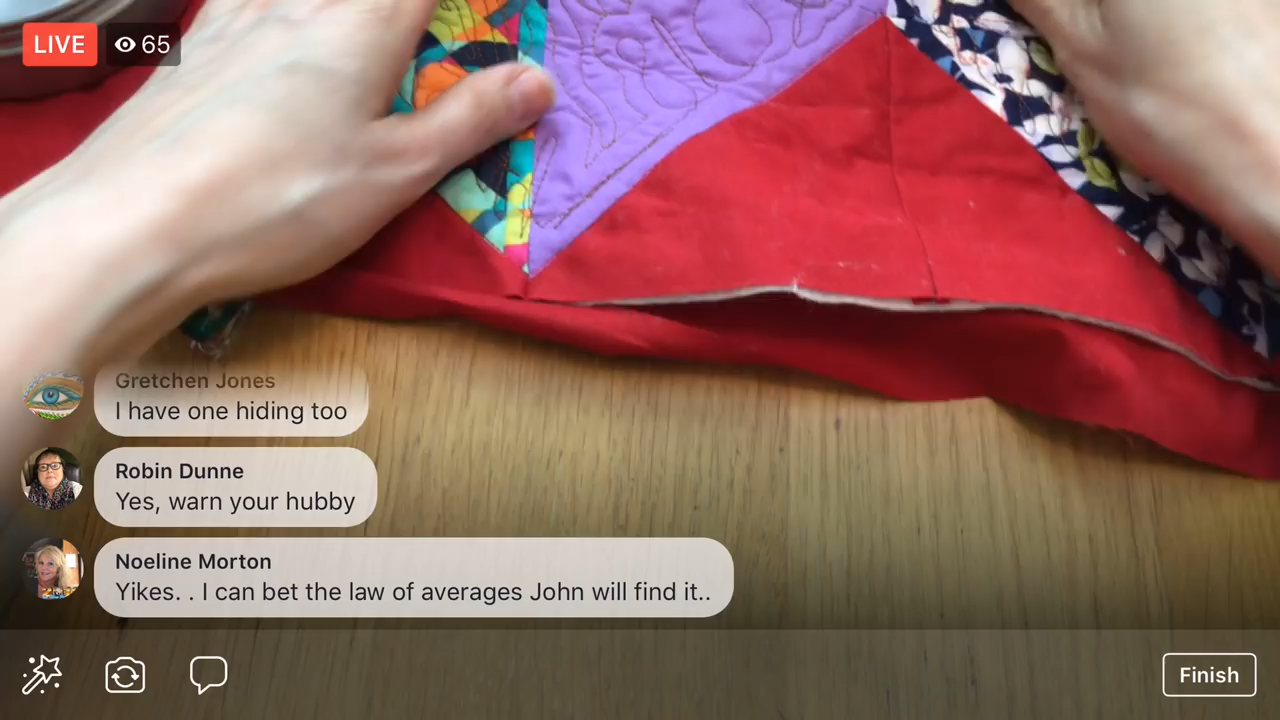 LIVE 65
Gretchen Jones
I have one hiding too
Robin Dunne
Yes, warn your hubby
Noeline Morton
Yikes. . I can bet the law of averages John will find it..
Finish